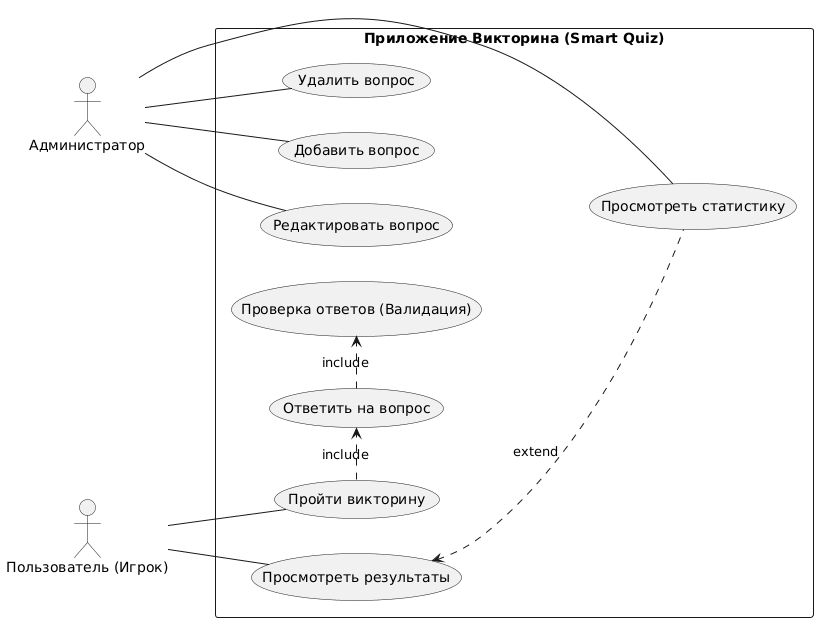 Приложение Викторина (Smart Quiz)
Удалить вопрос
Администратор
Добавить вопрос
Просмотреть статистику
Редактировать вопрос
Проверка ответов (Валидация)
include
Ответить на вопрос
include
extend
Пройти викторину
Пользователь (Игрок)
Просмотреть результаты